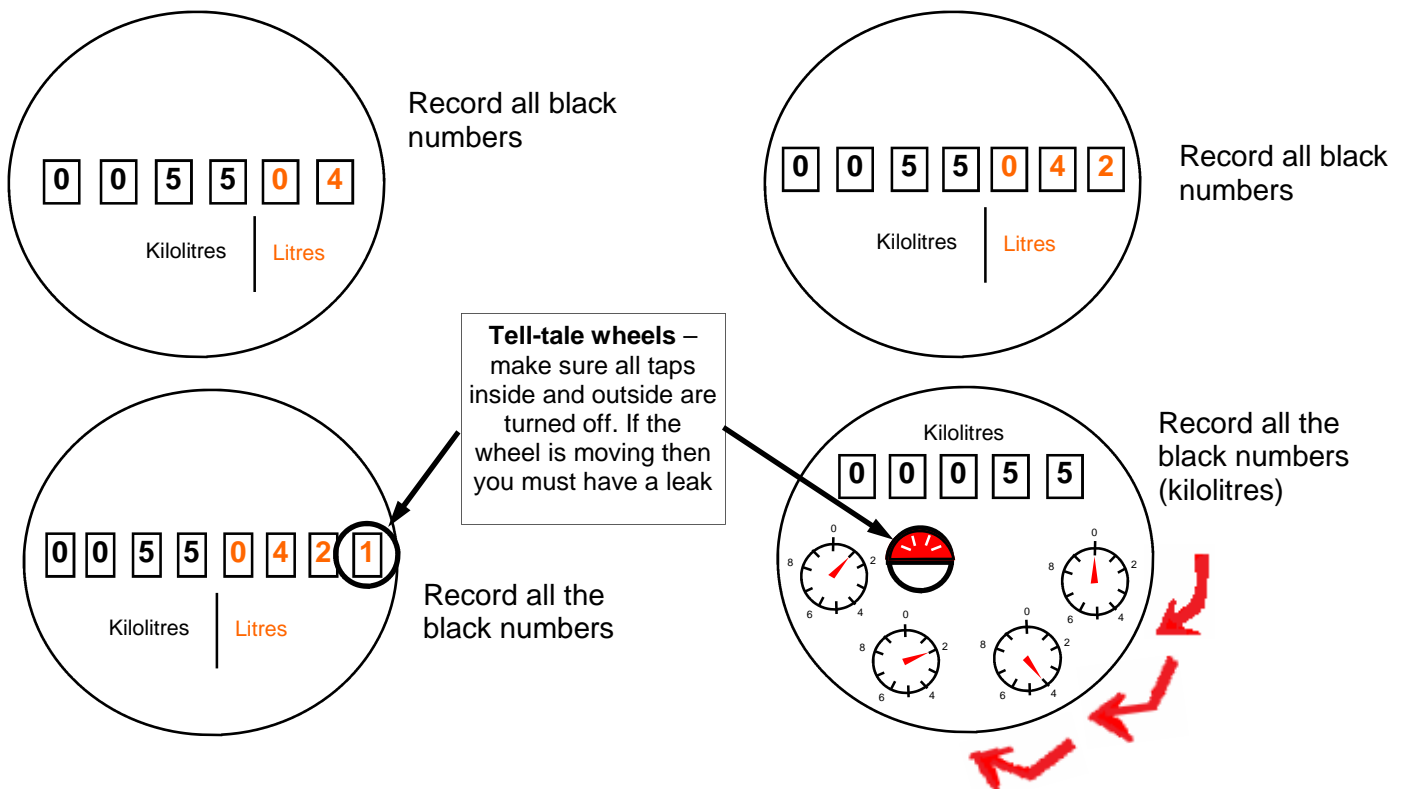 Record all black
numbers
0 0 5 5 0 4
Kilolitres Litres
Record all black
numbers
0 0 5 5 0 4 2
Kilolitres Litres
Tell-tale wheels –
make sure all taps
inside and outside are
turned off. If the
wheel is moving then
you must have a leak
0 0 5 5 0 4 2 1
Kilolitres Litres
Record all the
black numbers
Kilolitres
0 0 0 5 5
Record all the
black numbers
(kilolitres)
0 2 4 6 8
0 2 4 6 8
0 2 4 6 8
0 2 4 6 8